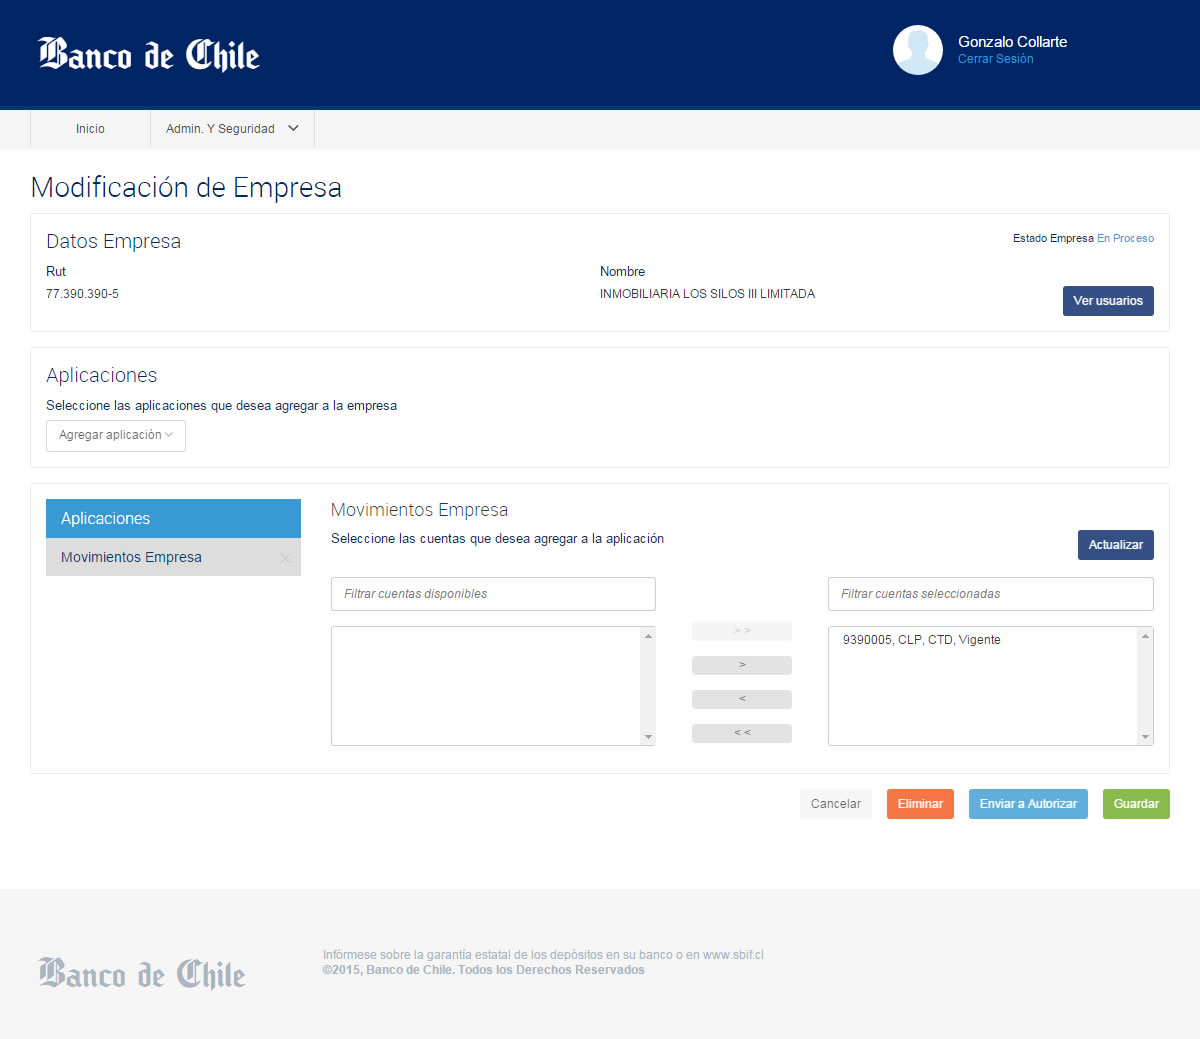 Banco de Chile
Gonzalo Collarte
Cerrar Sesión
Inicio
Admin. Y Seguridad
Modificación de Empresa
Datos Empresa
Estado Empresa En Proceso
Rut
Nombre
77.390.390-5
INMOBILIARIA LOS SILOS III LIMITADA
Ver usuarios
Aplicaciones
Seleccione las aplicaciones que desea agregar a la empresa
Agregar aplicación
Aplicaciones
Movimientos Empresa
Movimientos Empresa
Seleccione las cuentas que desea agregar a la aplicación
Actualizar
Filtrar cuentas disponibles
Filtrar cuentas seleccionadas
> >
>
<
< <
9390005, CLP, CTD, Vigente
Cancelar
Eliminar
Enviar a Autorizar
Guardar
Banco de Chile
Infórmese sobre la garantía estatal de los depósitos en su banco o en www.sbif.cl
©2015, Banco de Chile. Todos los Derechos Reservados